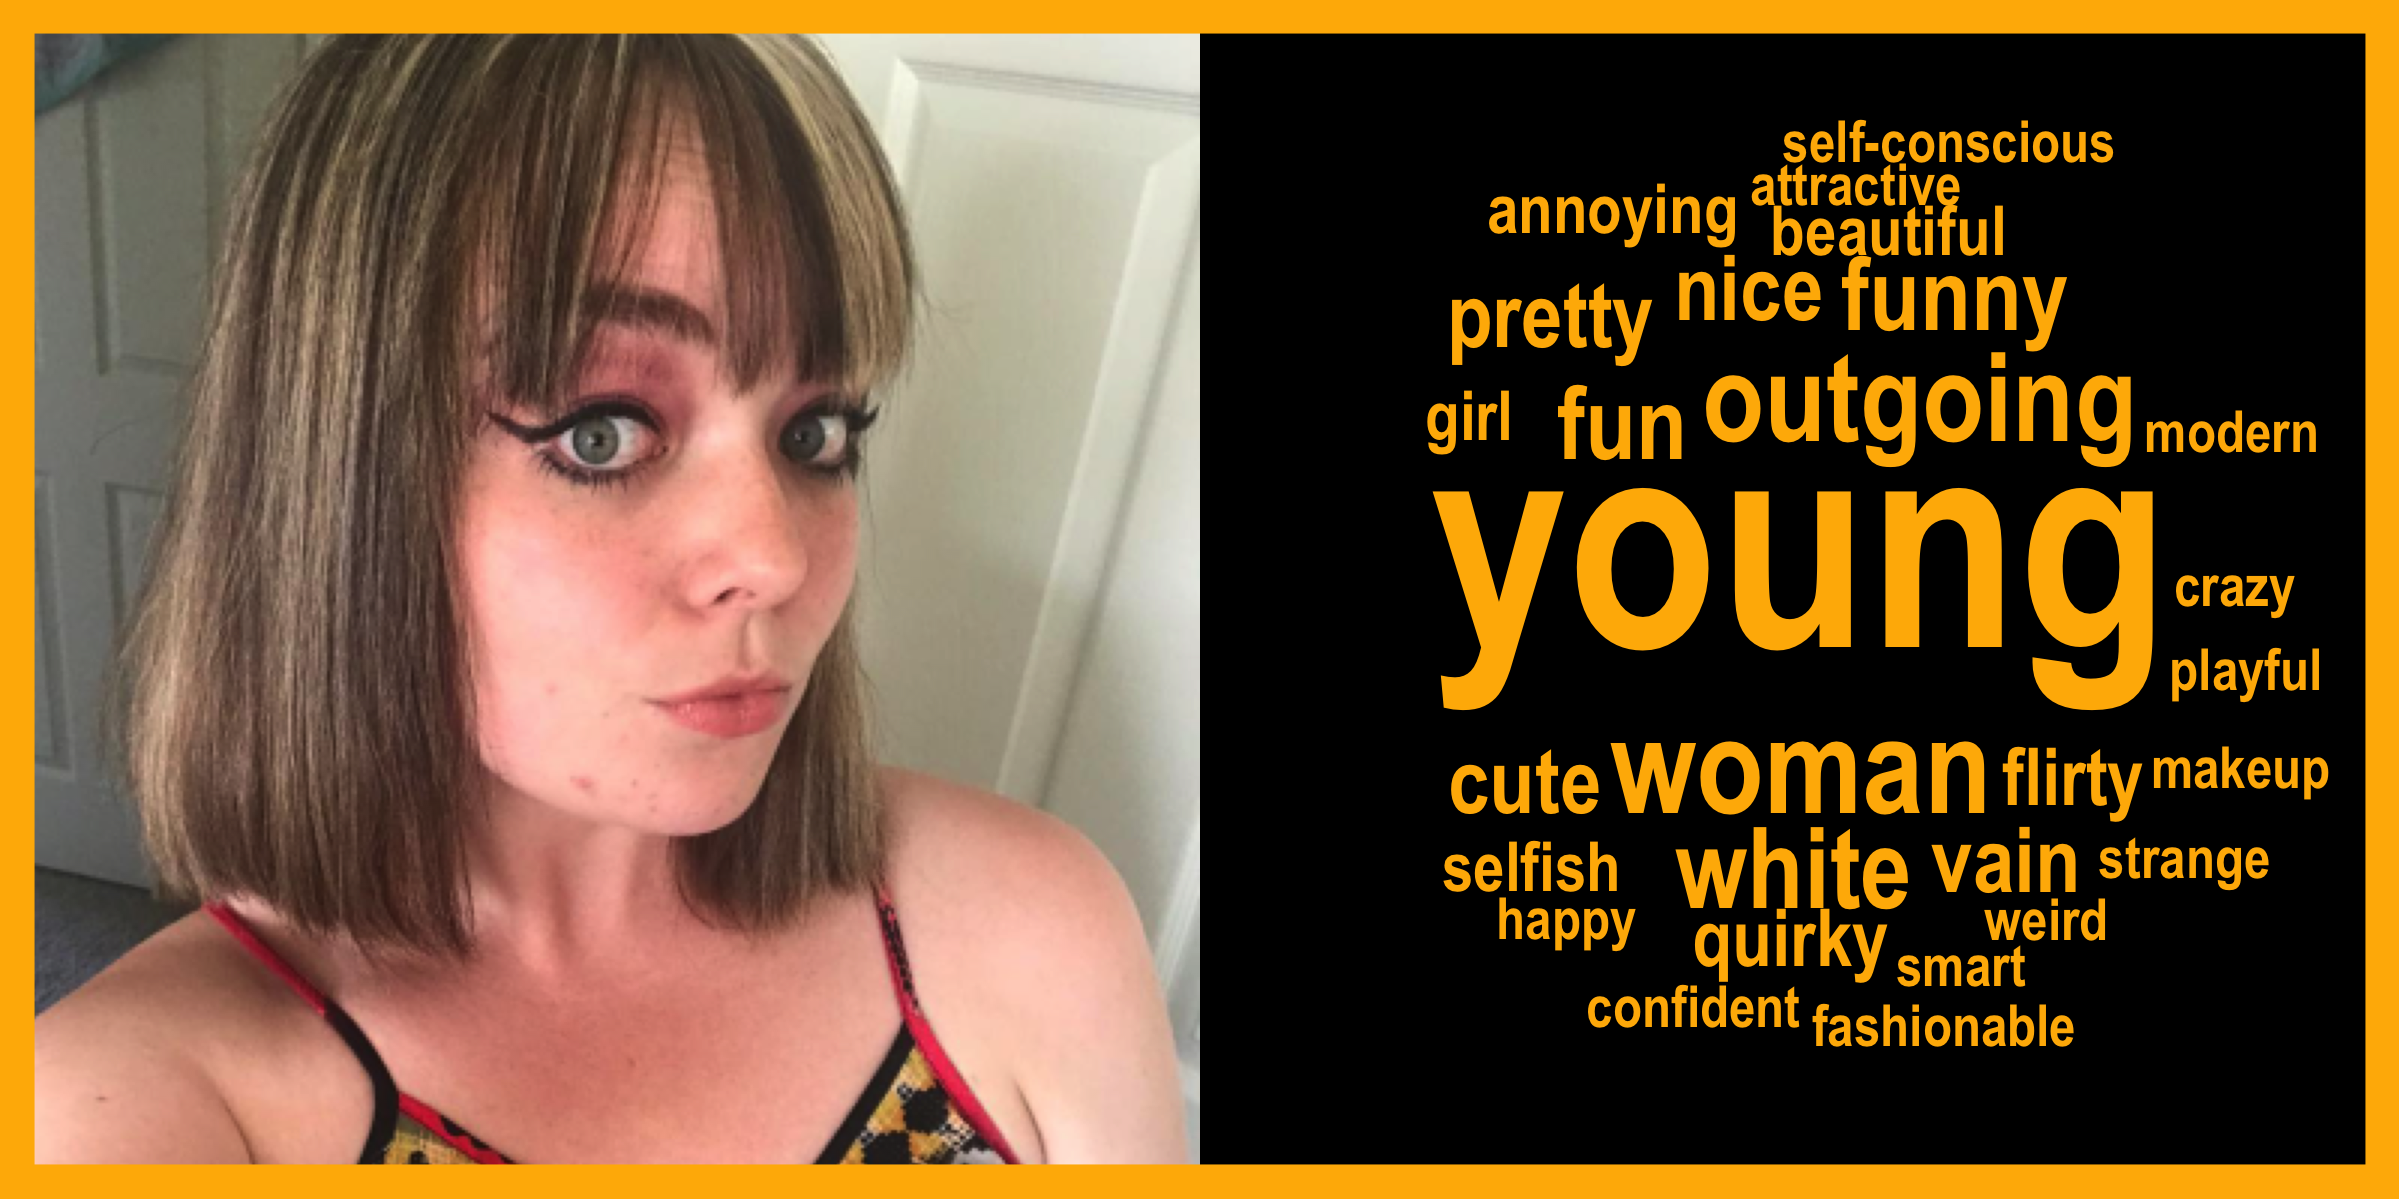 self-conscious
attractive
annoying beautiful
pretty nice funny
girl fun outgoing modern
young
crazy
playful
cute woman flirty makeup
selfish white vain strange
happy quirky weird
smart
confident fashionable